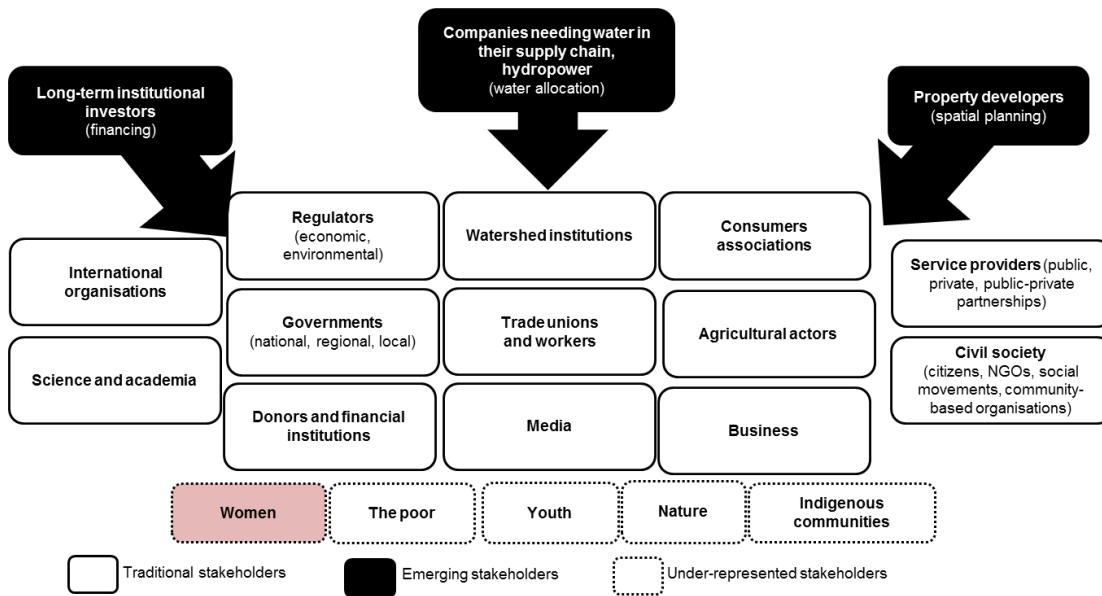 Companies needing water in
their supply chain,
hydropower
(water allocation)
Long-term institutional
investors
(financing)
Property developers
(spatial planning)
Regulators
(economic,
environmental)
Watershed institutions
Consumers
associations
International
organisations
Service providers (public,
private, public-private
partnerships)
Governments
(national, regional, local)
Trade unions
and workers
Agricultural actors
Science and academia
Civil society
(citizens, NGOs, social
movements, community-
based organisations)
Donors and financial
institutions
Media
Business
Women
The poor
Youth
Nature
Indigenous
communities
Traditional stakeholders
Emerging stakeholders
Under-represented stakeholders